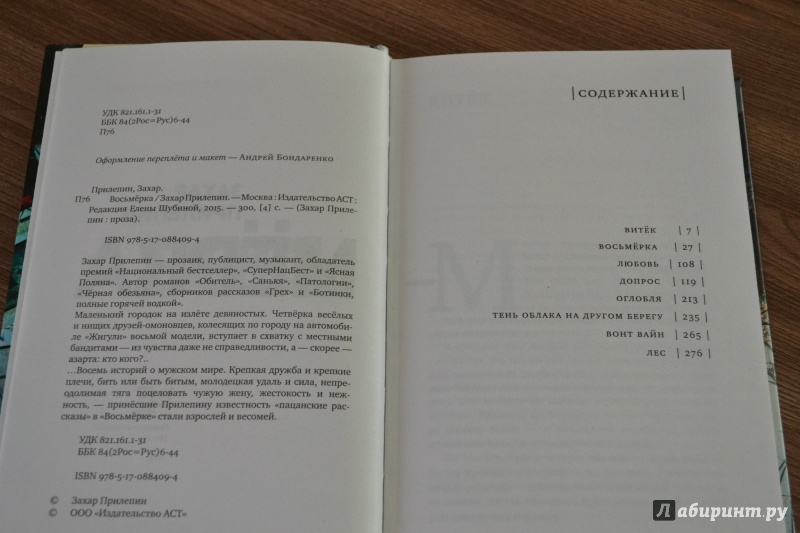 УДК 821.161.1-31
ББК 84(2Рос=Рус)6-44
П76
Оформление переплёта и макет — Андрей Бондаренко
Прилепин, Захар.
П76 Восьмёрка / Захар Прилепин. — Москва : Издательство АСТ :
Редакция Елены Шубиной, 2015. — 300, [4] с. — (Захар Приле-
пин : проза).
ISBN 978-5-17-088409-4
Захар Прилепин — прозаик, публицист, музыкант, обладатель
премий «Национальный бестселлер», «СуперНацБест» и «Ясная
Поляна». Автор романов «Обитель», «Санькя», «Патологии»,
«Чёрная обезьяна», сборников рассказов «Грех» и «Ботинки,
полные горячей водкой».
Маленький городок на излёте девяностых. Четвёрка весёлых
и нищих друзей-омоновцев, колесящих по городу на автомоби-
ле «Жигули» восьмой модели, вступает в схватку с местными
бандитами — из чувства даже не справедливости, а — скорее —
азарта: кто кого?..
...Восемь историй о мужском мире. Крепкая дружба и крепкие
плечи, бить или быть битым, молодецкая удаль и сила, непре-
одолимая тяга поцеловать чужую жену, жестокость и неж-
ность, — принёсшие Прилепину известность «пацанские рас-
сказы» в «Восьмёрке» стали взрослей и весомей.
УДК 821.161.1-31
ББК 84(2Рос=Рус)6-44
ISBN 978-5-17-088409-4
© Захар Прилепин
© ООО «Издательство АСТ»
|СОДЕРЖАНИЕ|
ВИТЁК | 7 |
ВОСЬМЁРКА | 27 |
ЛЮБОВЬ | 108 |
ДОПРОС | 119 |
ОГЛОБЛЯ | 213 |
ТЕНЬ ОБЛАКА НА ДРУГОМ БЕРЕГУ | 235 |
ВОНТ ВАЙН | 265 |
ЛЕС | 276 |
Лабиринт.ру